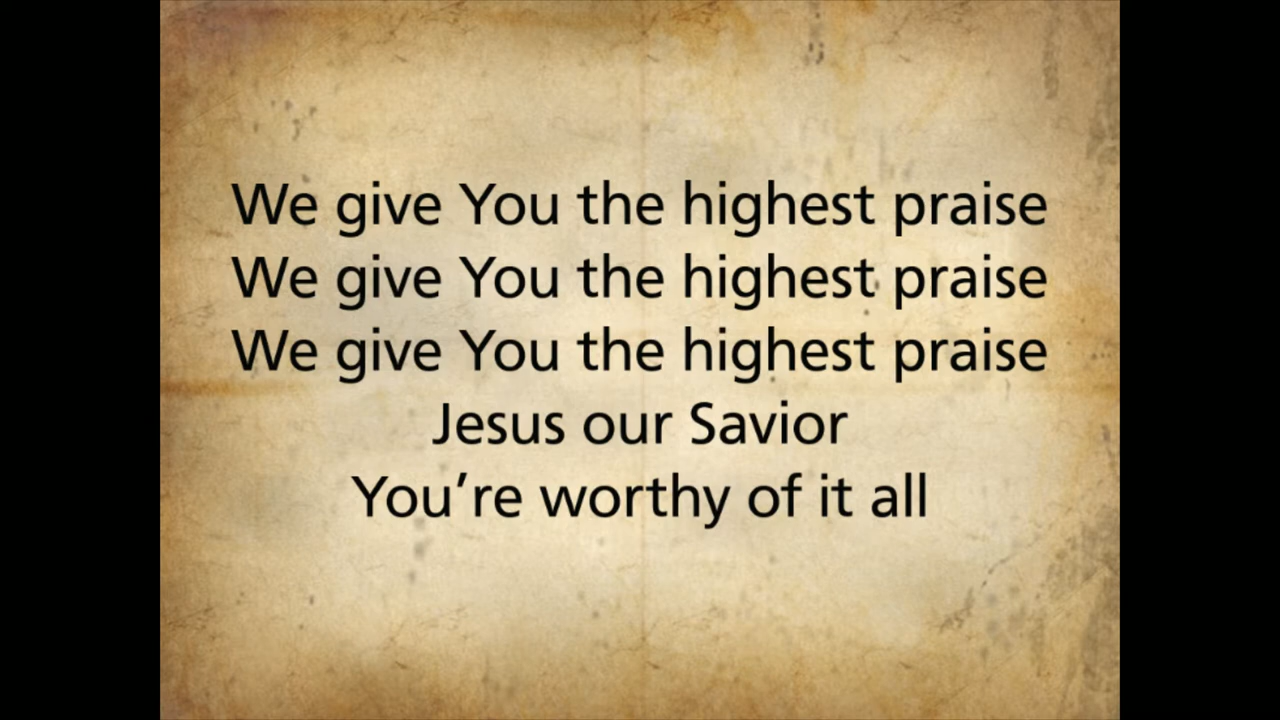 We give You the highest praise
We give You the highest praise
We give You the highest praise
Jesus our Savior
You’re worthy of it all